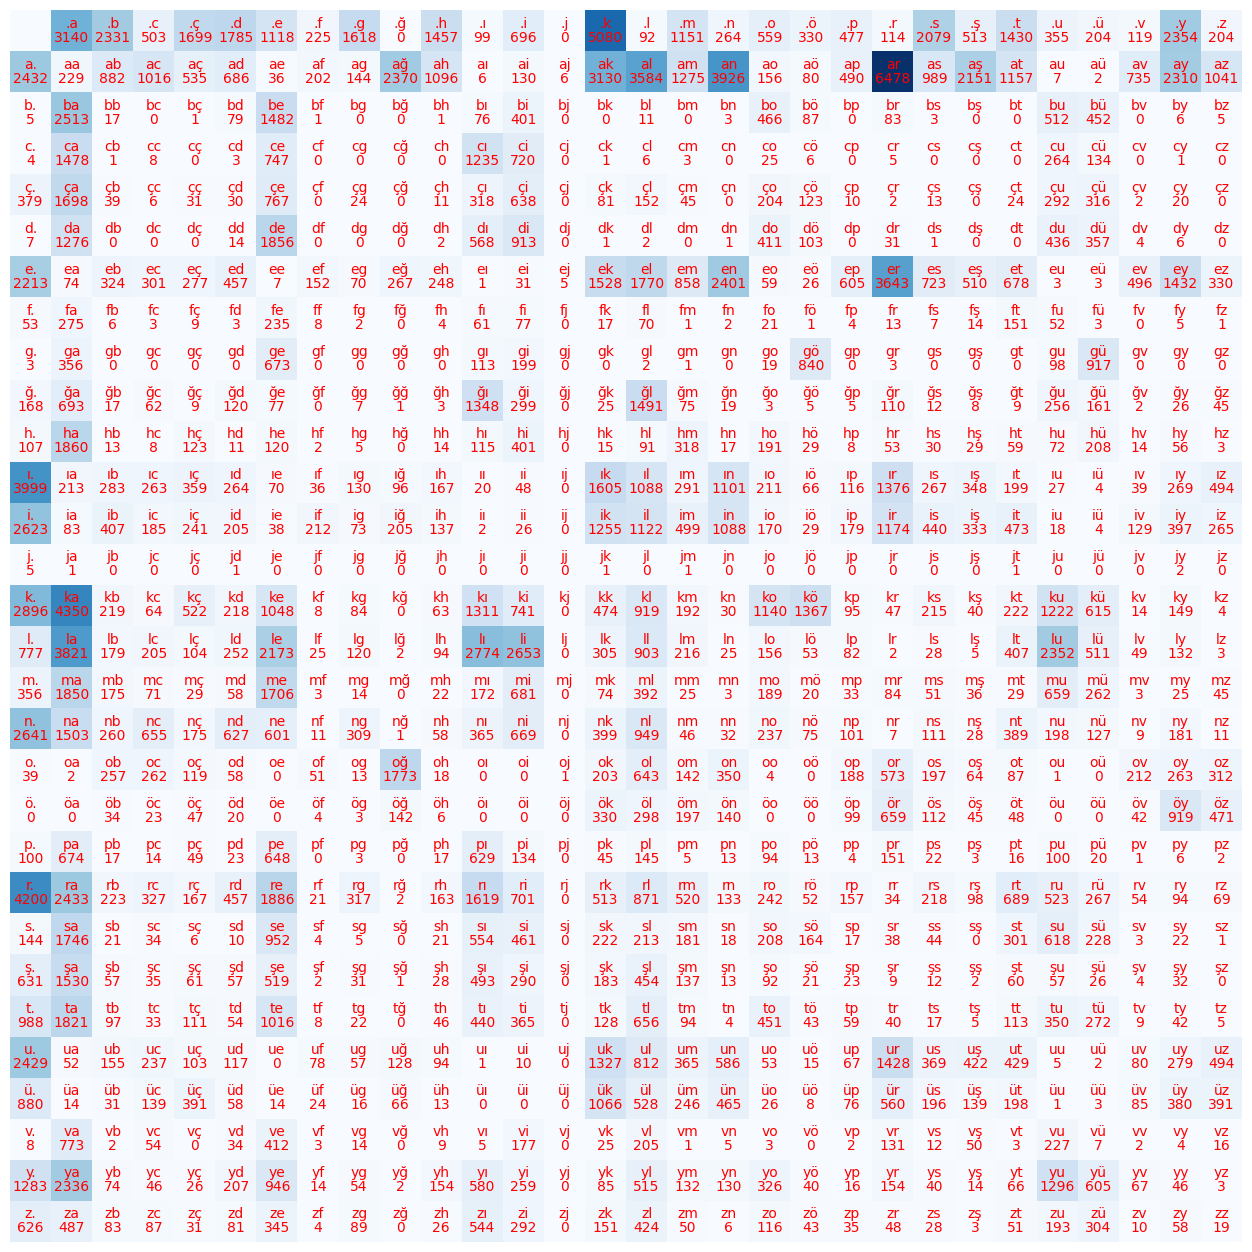 .a .b .c .ç .d .e .f .g .ğ .h .ı .i .j .k .l .m .n .o .ö .p .r .s .ş .t .u .ü .v .y .z
3140 2331 503 1699 1785 1118 225 1618 0 1457 99 696 0 5080 92 1151 264 559 330 477 114 2079 513 1430 355 204 119 2354 204
a. aa ab ac aç ad ae af ag ağ ah aı ai aj ak al am an ao aö ap ar as aş at au aü av ay az
2432 229 882 1016 535 686 36 202 144 2370 1096 6 130 6 3130 3584 1275 3926 156 80 490 6478 989 2151 1157 7 2 735 2310 1041
b. ba bb bc bç bd be bf bg bğ bh bı bi bj bk bl bm bn bo bö bp br bs bş bt bu bü bv by bz
5 2513 17 0 1 79 1482 1 0 0 1 76 401 0 0 11 0 3 466 87 0 83 3 0 0 512 452 0 6 5
c. ca cb cc cç cd ce cf cg cğ ch cı ci cj ck cl cm cn co cö cp cr cs cş ct cu cü cv cy cz
4 1478 1 8 0 3 747 0 0 0 0 1235 720 0 1 6 3 0 25 6 0 5 0 0 0 264 134 0 1 0
ç. ça çb çc çç çd çe çf çg çğ çh çı çi çj çk çl çm çn ço çö çp çr çs çş çt çu çü çv çy çz
379 1698 39 6 31 30 767 0 24 0 11 318 638 0 81 152 45 0 204 123 10 2 13 0 24 292 316 2 20 0
d. da db dc dç dd de df dg dğ dh dı di dj dk dl dm dn do dö dp dr ds dş dt du dü dv dy dz
7 1276 0 0 0 14 1856 0 0 0 2 568 913 0 1 2 0 1 411 103 0 31 1 0 0 436 357 4 6 0
e. ea eb ec eç ed ee ef eg eğ eh eı ei ej ek el em en eo eö ep er es eş et eu eü ev ey ez
2213 74 324 301 277 457 7 152 70 267 248 1 31 5 1528 1770 858 2401 59 26 605 3643 723 510 678 3 3 496 1432 330
f. fa fb fc fç fd fe ff fg fğ fh fı fi fj fk fl fm fn fo fö fp fr fs fş ft fu fü fv fy fz
53 275 6 3 9 3 235 8 2 0 4 61 77 0 17 70 1 2 21 1 4 13 7 14 151 52 3 0 5 1
g. ga gb gc gç gd ge gf gg gğ gh gı gi gj gk gl gm gn go gö gp gr gs gş gt gu gü gv gy gz
3 356 0 0 0 0 673 0 0 0 0 113 199 0 0 2 1 0 19 840 0 3 0 0 0 98 917 0 0 0
ğ. ğa ğb ğc ğç ğd ğe ğf ğg ğğ ğh ğı ği ğj ğk ğl ğm ğn ğo ğö ğp ğr ğs ğş ğt ğu ğü ğv ğy ğz
168 693 17 62 9 120 77 0 7 1 3 1348 299 0 25 1491 75 19 3 5 5 110 12 8 9 256 161 2 26 45
h. ha hb hc hç hd he hf hg hğ hh hı hi hj hk hl hm hn ho hö hp hr hs hş ht hu hü hv hy hz
107 1860 13 8 123 11 120 2 5 0 14 115 401 0 15 91 318 17 191 29 8 53 30 29 59 72 208 14 56 3
ı. ıa ıb ıc ıç ıd ıe ıf ıg ığ ıh ıı ıi ıj ık ıl ım ın ıo ıö ıp ır ıs ış ıt ıu ıü ıv ıy ız
3999 213 283 263 359 264 70 36 130 96 167 20 48 0 1605 1088 291 1101 211 66 116 1376 267 348 199 27 4 39 269 494
i. ia ib ic iç id ie if ig iğ ih iı ii ij ik il im in io iö ip ir is iş it iu iü iv iy iz
2623 83 407 185 241 205 38 212 73 205 137 2 26 0 1255 1122 499 1088 170 29 179 1174 440 333 473 18 4 129 397 265
j. ja jb jc jç jd je jf jg jğ jh jı ji jj jk jl jm jn jo jö jp jr js jş jt ju jü jv jy jz
5 1 0 0 0 1 0 0 0 0 0 0 0 0 1 0 1 0 0 0 0 0 0 0 1 0 0 0 2 0
k. ka kb kc kç kd ke kf kg kğ kh kı ki kj kk kl km kn ko kö kp kr ks kş kt ku kü kv ky kz
2896 4350 219 64 522 218 1048 8 84 0 63 1311 741 0 474 919 192 30 1140 1367 95 47 215 40 222 1222 615 14 149 4
l. la lb lc lç ld le lf lg lğ lh lı li lj lk ll lm ln lo lö lp lr ls lş lt lu lü lv ly lz
777 3821 179 205 104 252 2173 25 120 2 94 2774 2653 0 305 903 216 25 156 53 82 2 28 5 407 2352 511 49 132 3
m. ma mb mc mç md me mf mg mğ mh mı mi mj mk ml mm mn mo mö mp mr ms mş mt mu mü mv my mz
356 1850 175 71 29 58 1706 3 14 0 22 172 681 0 74 392 25 3 189 20 33 84 51 36 29 659 262 3 25 45
n. na nb nc nç nd ne nf ng nğ nh nı ni nj nk nl nm nn no nö np nr ns nş nt nu nü nv ny nz
2641 1503 260 655 175 627 601 11 309 1 58 365 669 0 399 949 46 32 237 75 101 7 111 28 389 198 127 9 181 11
o. oa ob oc oç od oe of og oğ oh oı oi oj ok ol om on oo oö op or os oş ot ou oü ov oy oz
39 2 257 262 119 58 0 51 13 1773 18 0 0 1 203 643 142 350 4 0 188 573 197 64 87 1 0 212 263 312
ö. öa öb öc öç öd öe öf ög öğ öh öı öi öj ök öl öm ön öo öö öp ör ös öş öt öu öü öv öy öz
0 0 34 23 47 20 0 4 3 142 6 0 0 0 330 298 197 140 0 0 99 659 112 45 48 0 0 42 919 471
p. pa pb pc pç pd pe pf pg pğ ph pı pi pj pk pl pm pn po pö pp pr ps pş pt pu pü pv py pz
100 674 17 14 49 23 648 0 3 0 17 629 134 0 45 145 5 13 94 13 4 151 22 3 16 100 20 1 6 2
r. ra rb rc rç rd re rf rg rğ rh rı ri rj rk rl rm rn ro rö rp rr rs rş rt ru rü rv ry rz
4200 2433 223 327 167 457 1886 21 317 2 163 1619 701 0 513 871 520 133 242 52 157 34 218 98 689 523 267 54 94 69
s. sa sb sc sç sd se sf sg sğ sh sı si sj sk sl sm sn so sö sp sr ss sş st su sü sv sy sz
144 1746 21 34 6 10 952 4 5 0 21 554 461 0 222 213 181 18 208 164 17 38 44 0 301 618 228 3 22 1
ş. şa şb şc şç şd şe şf şg şğ şh şı şi şj şk şl şm şn şo şö şp şr şs şş şt şu şü şv şy şz
631 1530 57 35 61 57 519 2 31 1 28 493 290 0 183 454 137 13 92 21 23 9 12 2 60 57 26 4 32 0
t. ta tb tc tç td te tf tg tğ th tı ti tj tk tl tm tn to tö tp tr ts tş tt tu tü tv ty tz
988 1821 97 33 111 54 1016 8 22 0 46 440 365 0 128 656 94 4 451 43 59 40 17 5 113 350 272 9 42 5
u. ua ub uc uç ud ue uf ug uğ uh uı ui uj uk ul um un uo uö up ur us uş ut uu uü uv uy uz
2429 52 155 237 103 117 0 78 57 128 94 1 10 0 1327 812 365 586 53 15 67 1428 369 422 429 5 2 80 279 494
ü. üa üb üc üç üd üe üf üg üğ üh üı üi üj ük ül üm ün üo üö üp ür üs üş üt üu üü üv üy üz
880 14 31 139 391 58 14 24 16 66 13 0 0 0 1066 528 246 465 26 8 76 560 196 139 198 1 3 85 380 391
v. va vb vc vç vd ve vf vg vğ vh vı vi vj vk vl vm vn vo vö vp vr vs vş vt vu vü vv vy vz
8 773 2 54 0 34 412 3 14 0 9 5 177 0 25 205 1 5 3 0 2 131 12 50 3 227 7 2 4 16
y. ya yb yc yç yd ye yf yg yğ yh yı yi yj yk yl ym yn yo yö yp yr ys yş yt yu yü yv yy yz
1283 2336 74 46 26 207 946 14 54 2 154 580 259 0 85 515 132 130 326 40 16 154 40 14 66 1296 605 67 46 3
z. za zb zc zç zd ze zf zg zğ zh zı zi zj zk zl zm zn zo zö zp zr zs zş zt zu zü zv zy zz
626 487 83 87 31 81 345 4 89 0 26 544 292 0 151 424 50 6 116 43 35 48 28 3 51 193 304 10 58 19